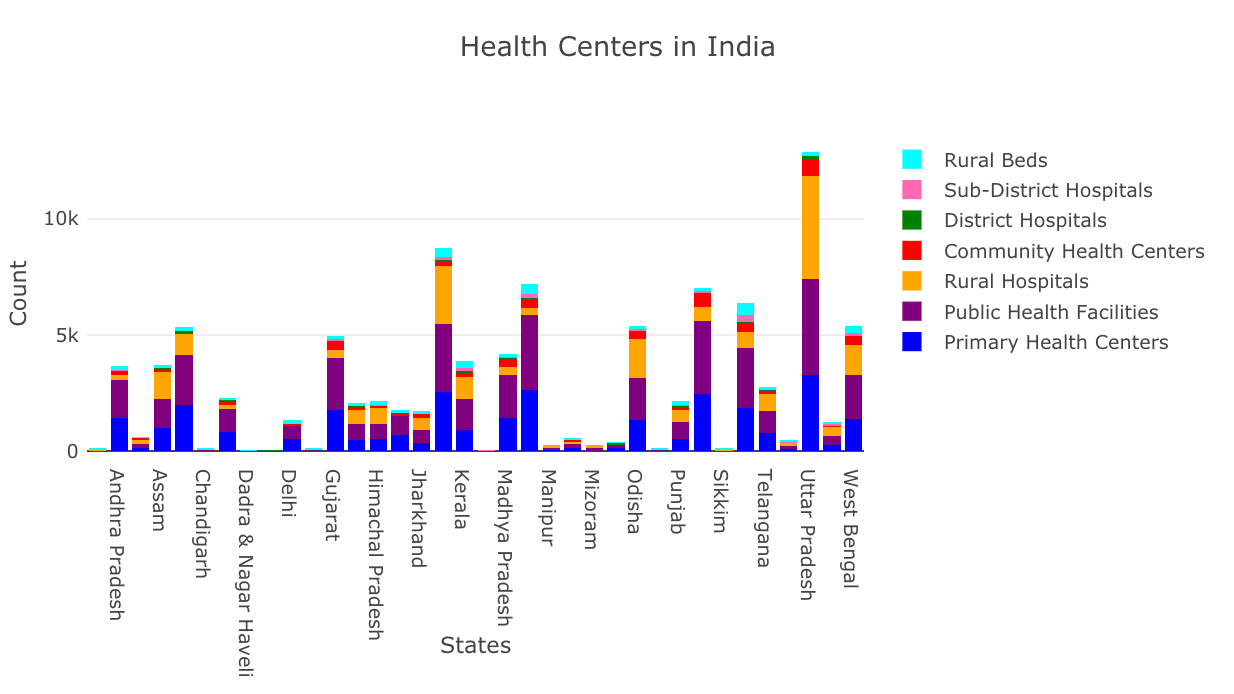 Health Centers in India
Count
10k
5k
0
Andhra Pradesh
Assam
Chandigarh
Dadra & Nagar Haveli
Delhi
Gujarat
Himachal Pradesh
Jharkhand
Kerala
Madhya Pradesh
Manipur
Mizoram
Odisha
Punjab
Sikkim
Telangana
Uttar Pradesh
West Bengal
States
Rural Beds
Sub-District Hospitals
District Hospitals
Community Health Centers
Rural Hospitals
Public Health Facilities
Primary Health Centers